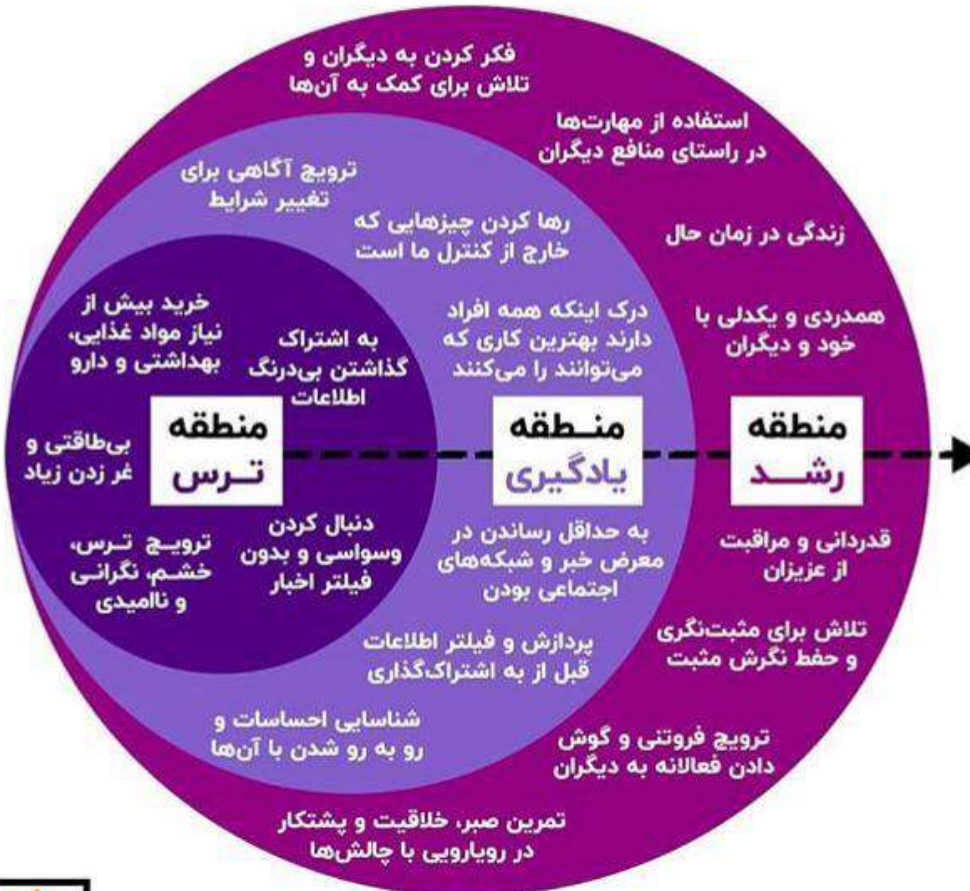 فکر کردن به دیگران و
تلاش برای کمک به آن‌ها
استفاده از مهارت‌ها
در راستای منافع دیگران
زندگی در زمان حال
همدردی و یکدلی با
خود و دیگران
منطقه
رشـــد
قدردانی و مراقبت
از عزیزان
تلاش برای مثبت‌نگری
و حفظ نگرش مثبت
ترویج فروتنی و گوش
دادن فعالانه به دیگران
تمرین صبر، خلاقیت و پشتکار
در رویارویی با چالش‌ها
ترویج آگاهی برای
تغییر شرایط
رها کردن چیزهایی که
خارج از کنترل ما است
درک اینکه همه افراد
دارند بهترین کاری که
می‌توانند را می‌کنند
منـطقه
یادگیری
به حداقل رساندن در
معرض خبر و شبکه‌های
اجتماعی بودن
پردازش و فیلتر اطلاعات
قبل از به اشتراک‌گذاری
شناسایی احساسات و
رو به رو شدن با آن‌ها
خرید بیش از
نیاز مواد غذایی،
بهداشتی و دارو
به اشتراک
گذاشتن بی‌درنگ
اطلاعات
منطقه
تـرس
بی‌طاقتی و
غر زدن زیاد
دنبال کردن
وسواسی و بدون
فیلتر اخبار
ترویـج تـرس،
خشـم، نگرانـی
و ناامیدی